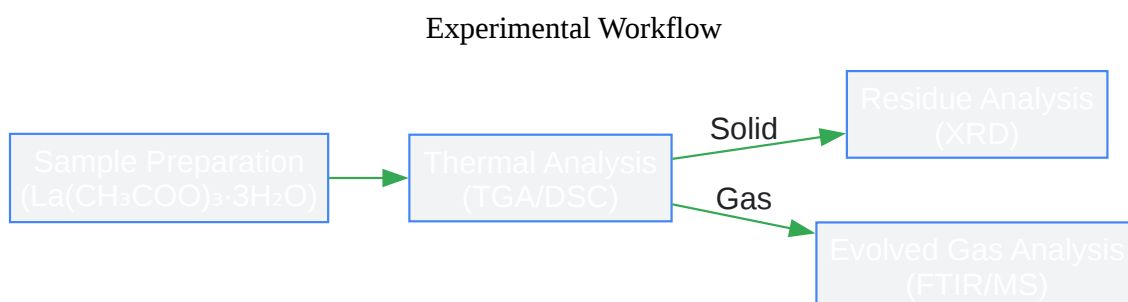 Experimental Workflow
Sample Preparation
(La(CH₃COO)₃·3H₂O)
Thermal Analysis
(TGA/DSC)
Solid
Gas
Residue Analysis
(XRD)
Evolved Gas Analysis
(FTIR/MS)